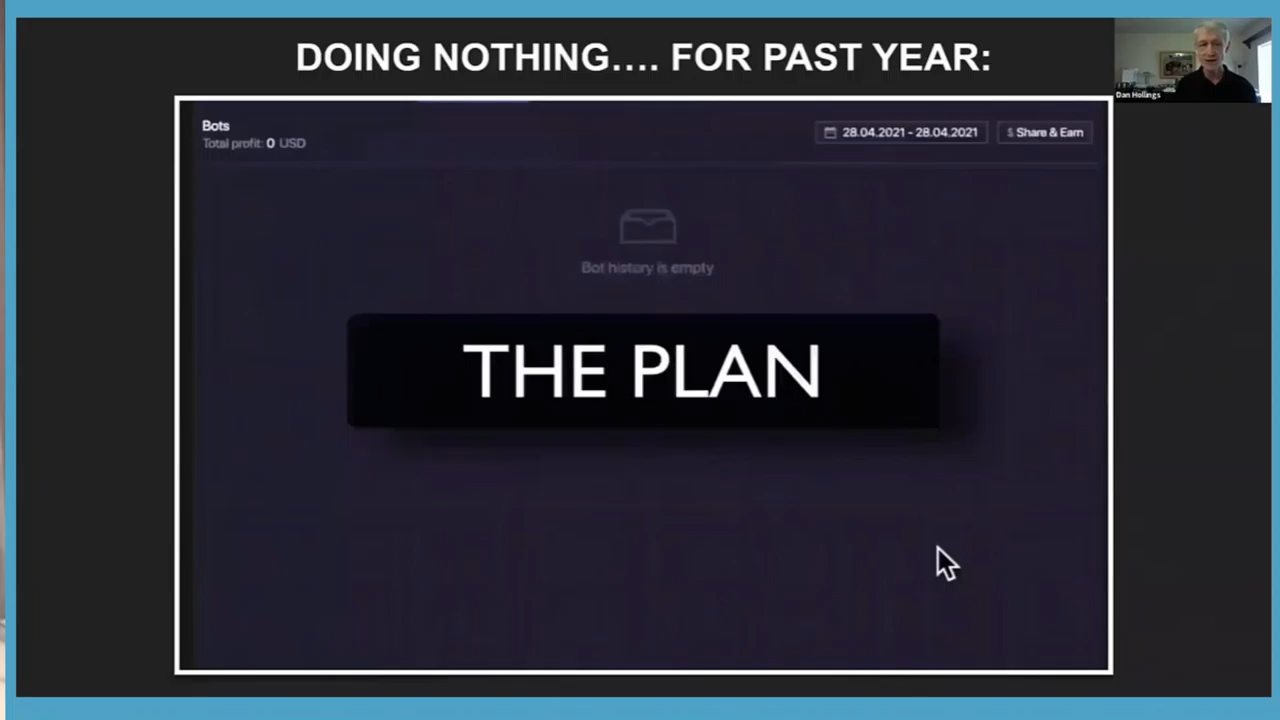 DOING NOTHING.... FOR PAST YEAR:
Dan Hollings
Bots
Total profit: 0 USD
28.04.2021 - 28.04.2021
$ Share & Earn
Bot history is empty
THE PLAN